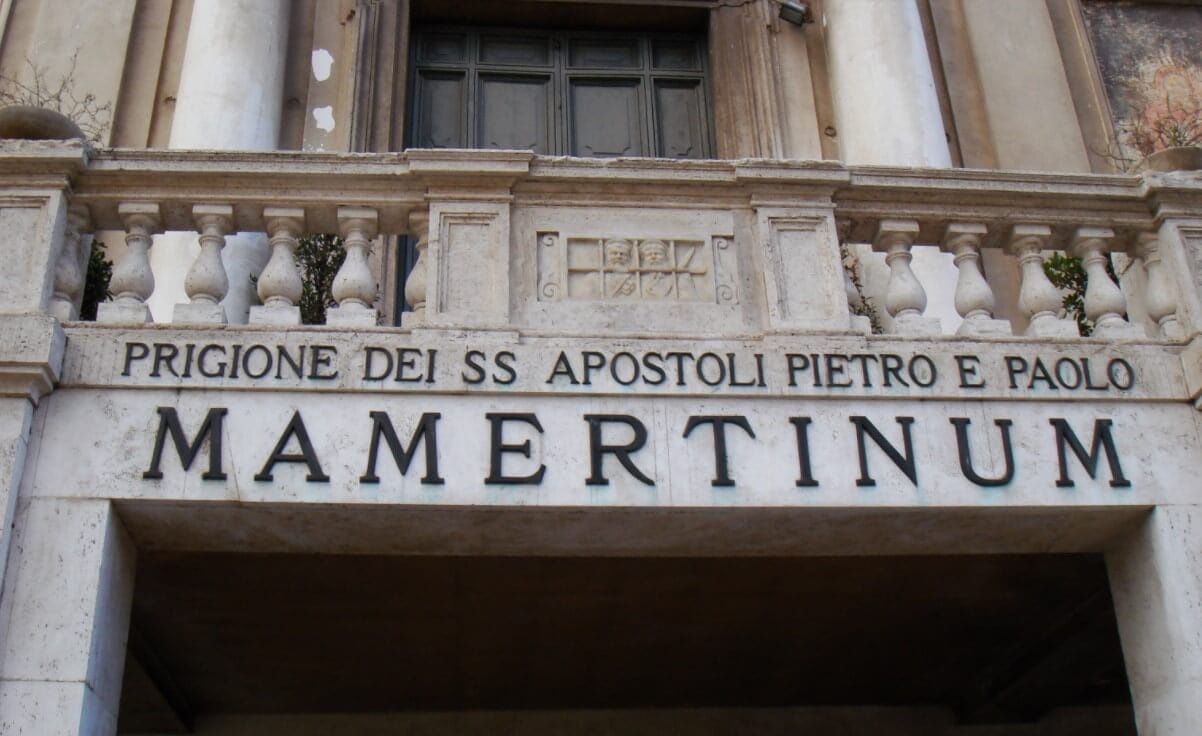 PRIGIONE DEI SS APOSTOLI PIETRO E PAOLO
MAMERTINUM